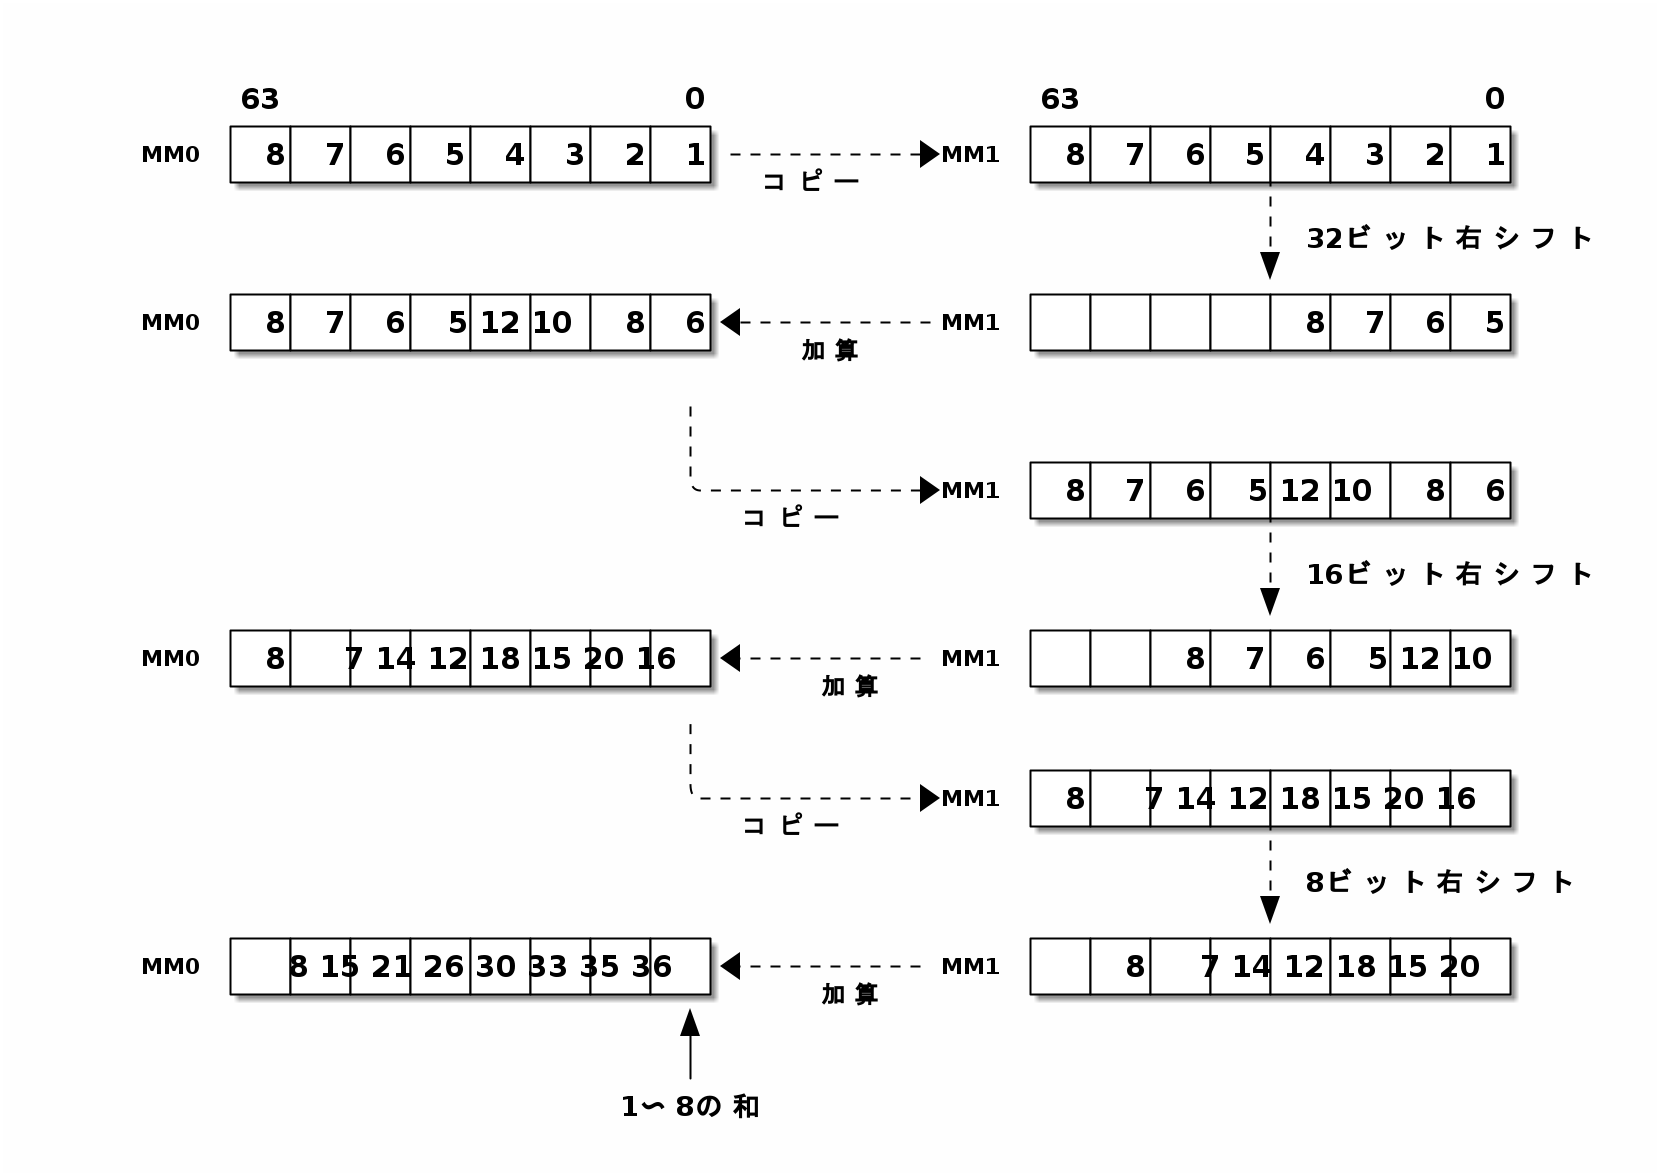 63 0 63 0
MM0 8 7 6 5 4 3 2 1 MM1 8 7 6 5 4 3 2 1
コピー
32ビット右シフト
MM0 8 7 6 5 12 10 8 6 MM1 8 7 6 5
加算
MM1 8 7 6 5 12 10 8 6
コピー
16ビット右シフト
MM0 8 7 14 12 18 15 20 16 MM1 8 7 6 5 12 10
加算
MM1 8 7 14 12 18 15 20 16
コピー
8ビット右シフト
MM0 8 15 21 26 30 33 35 36 MM1 8 7 14 12 18 15 20
加算
1〜8の和